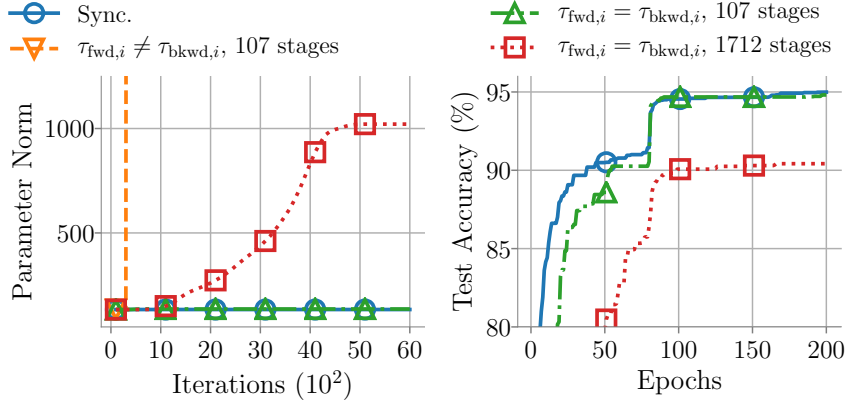 Sync.
τfwd,i ≠ τbkwd,i, 107 stages
τfwd,i = τbkwd,i, 107 stages
τfwd,i = τbkwd,i, 1712 stages
Parameter Norm
1000
500
0 10 20 30 40 50 60
Iterations (10²)
Test Accuracy (%)
95
90
85
80
0 50 100 150 200
Epochs